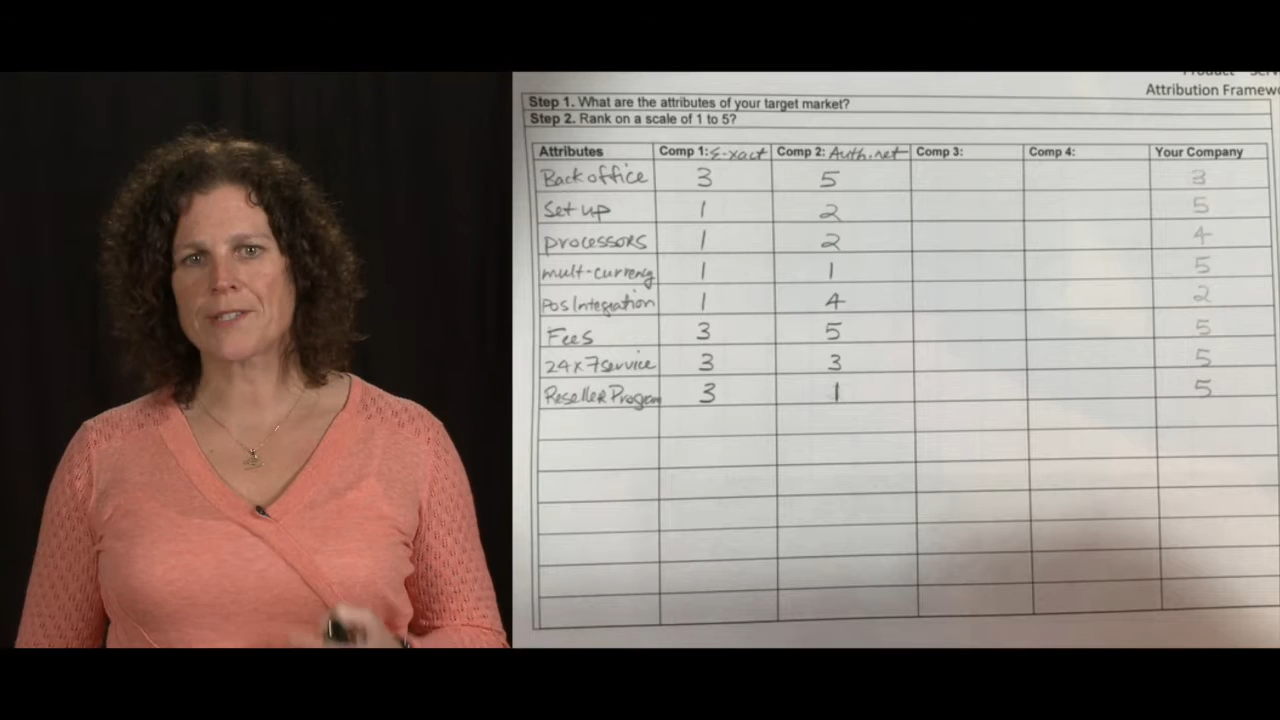 Attribution Framew
Step 1. What are the attributes of your target market?
Step 2. Rank on a scale of 1 to 5?
Attributes Comp 1: E-xact Comp 2: Auth.net Comp 3: Comp 4: Your Company
Back office 3 5 3
Set up 1 2 5
processors 1 2 4
mult-currency 1 1 5
Pos Integration 1 4 2
Fees 3 5 5
24x7 service 3 3 5
Reseller Program 3 1 5